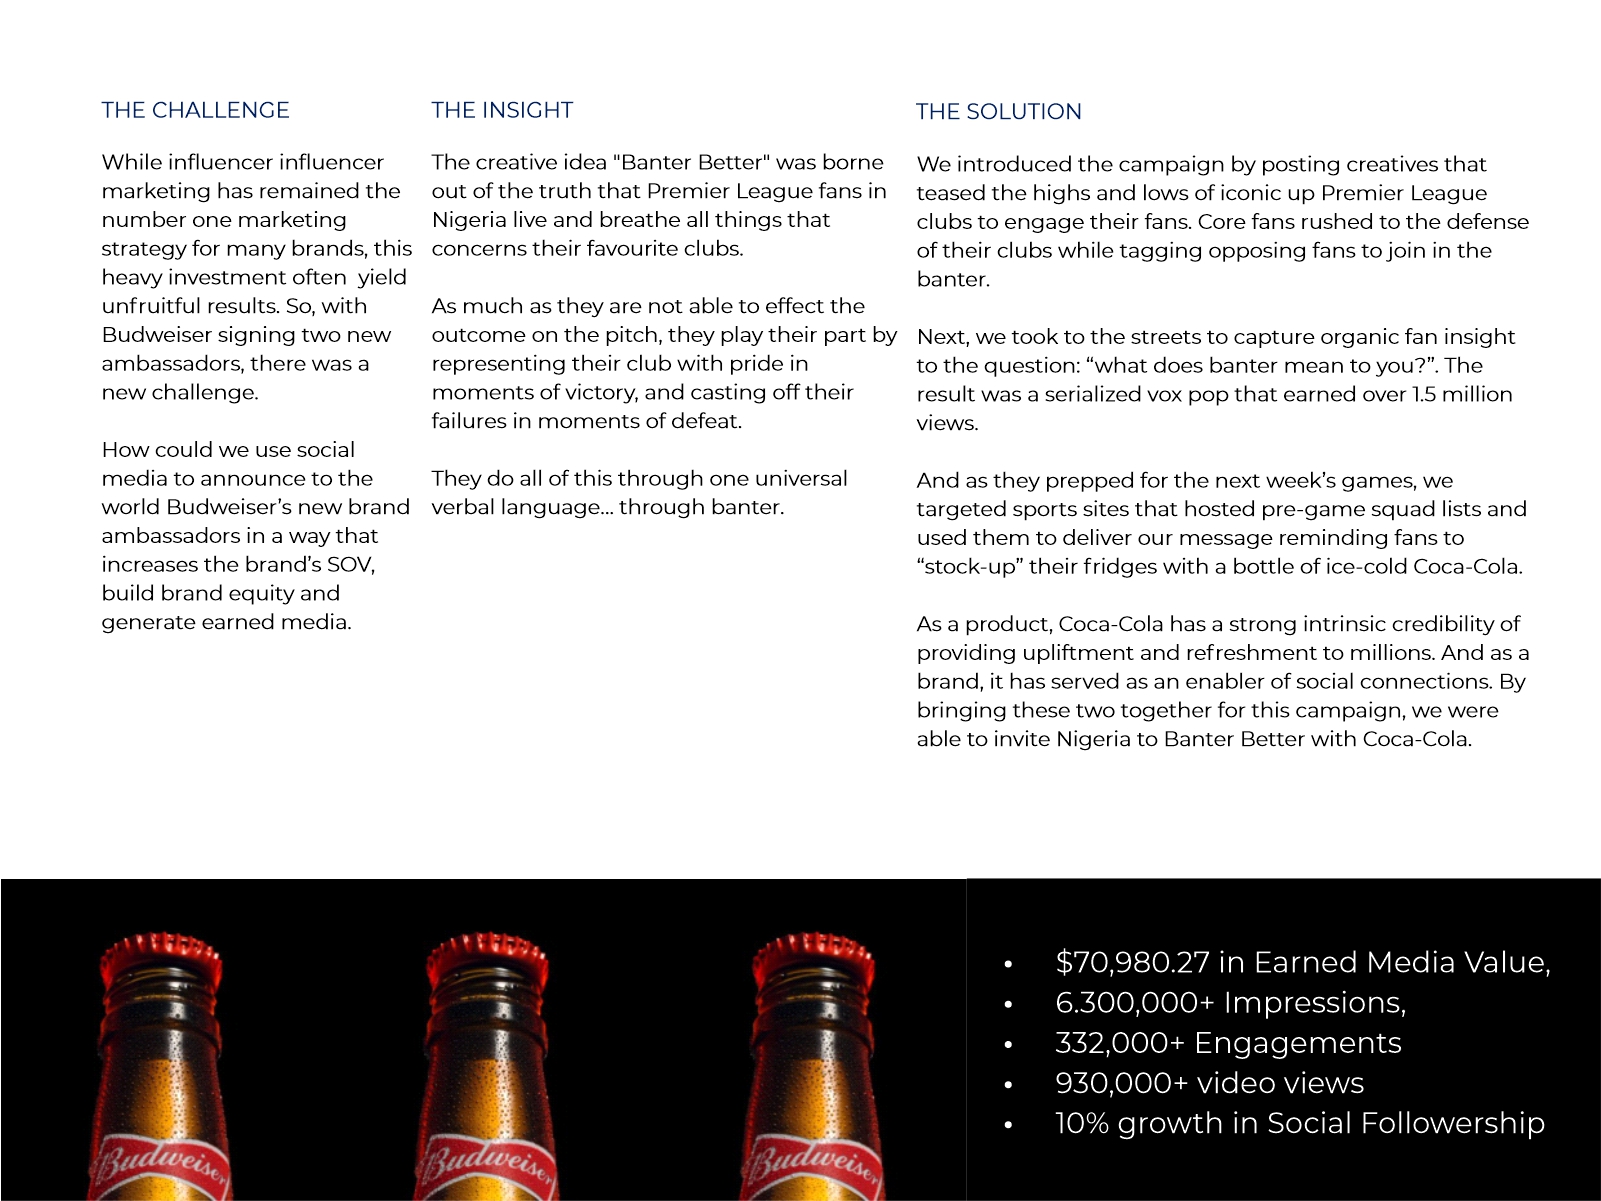 THE CHALLENGE
While influencer influencer
marketing has remained the
number one marketing
strategy for many brands, this
heavy investment often  yield
unfruitful results. So, with
Budweiser signing two new
ambassadors, there was a
new challenge.
How could we use social
media to announce to the
world Budweiser’s new brand
ambassadors in a way that
increases the brand’s SOV,
build brand equity and
generate earned media.
THE INSIGHT
The creative idea "Banter Better" was borne
out of the truth that Premier League fans in
Nigeria live and breathe all things that
concerns their favourite clubs.
As much as they are not able to effect the
outcome on the pitch, they play their part by
representing their club with pride in
moments of victory, and casting off their
failures in moments of defeat.
They do all of this through one universal
verbal language... through banter.
THE SOLUTION
We introduced the campaign by posting creatives that
teased the highs and lows of iconic up Premier League
clubs to engage their fans. Core fans rushed to the defense
of their clubs while tagging opposing fans to join in the
banter.
Next, we took to the streets to capture organic fan insight
to the question: “what does banter mean to you?”. The
result was a serialized vox pop that earned over 1.5 million
views.
And as they prepped for the next week’s games, we
targeted sports sites that hosted pre-game squad lists and
used them to deliver our message reminding fans to
“stock-up” their fridges with a bottle of ice-cold Coca-Cola.
As a product, Coca-Cola has a strong intrinsic credibility of
providing upliftment and refreshment to millions. And as a
brand, it has served as an enabler of social connections. By
bringing these two together for this campaign, we were
able to invite Nigeria to Banter Better with Coca-Cola.
Budweiser
Budweiser
Budweiser
• $70,980.27 in Earned Media Value,
• 6.300,000+ Impressions,
• 332,000+ Engagements
• 930,000+ video views
• 10% growth in Social Followership